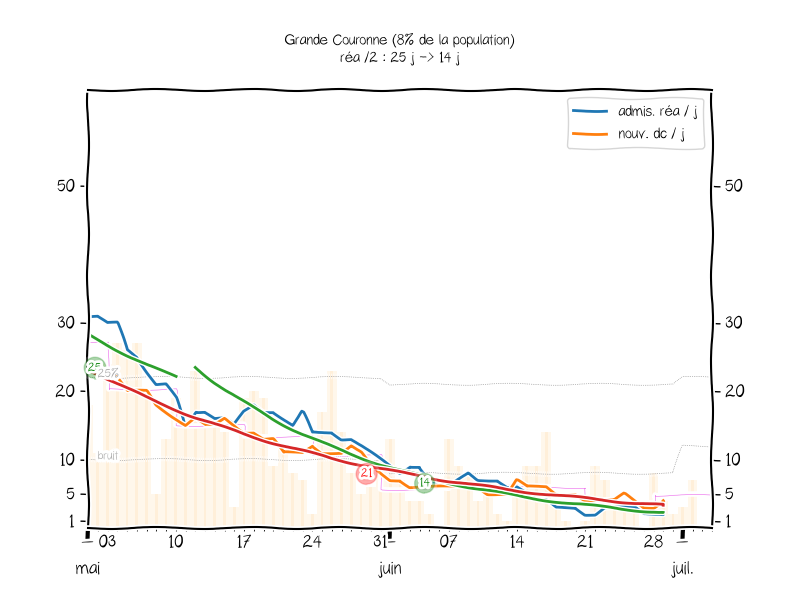 Grande Couronne (8% de la population)
réa /2 : 25 j -> 14 j
admis. réa / j
nouv. dc / j
50
50
30
30
25
25%
20
20
bruit
10
10
21
14
5
5
1
1
03 10 17 24 31 07 14 21 28
mai juin juil.